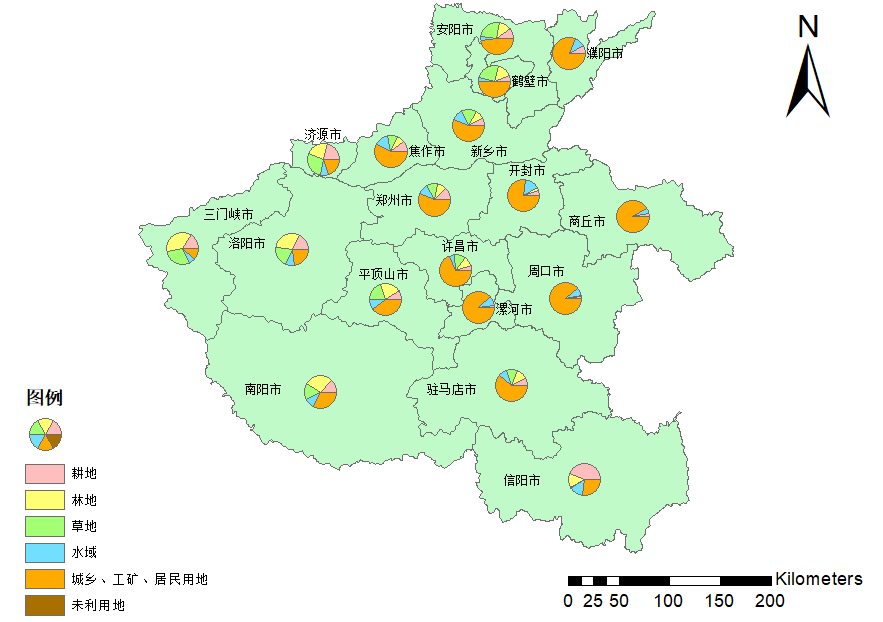 安阳市
濮阳市
鹤壁市
济源市
焦作市
新乡市
三门峡市
洛阳市
郑州市
开封市
商丘市
许昌市
平顶山市
周口市
漯河市
南阳市
驻马店市
信阳市
N
图例
耕地
林地
草地
水域
城乡、工矿、居民用地
未利用地
Kilometers
0 25 50 100 150 200